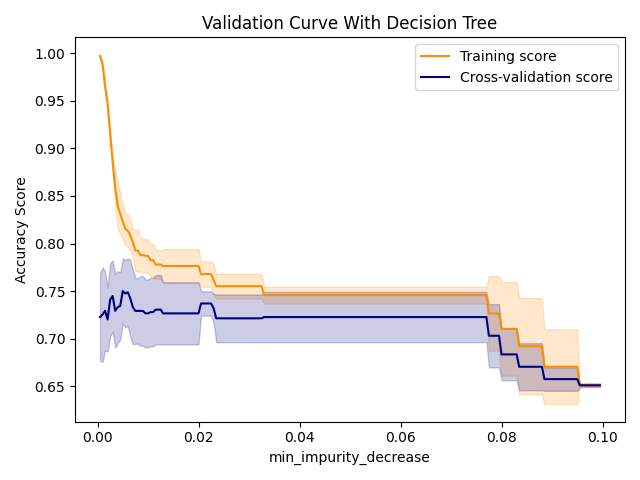 Validation Curve With Decision Tree
Training score
Cross-validation score
Accuracy Score
1.00
0.95
0.90
0.85
0.80
0.75
0.70
0.65
0.00 0.02 0.04 0.06 0.08 0.10
min_impurity_decrease